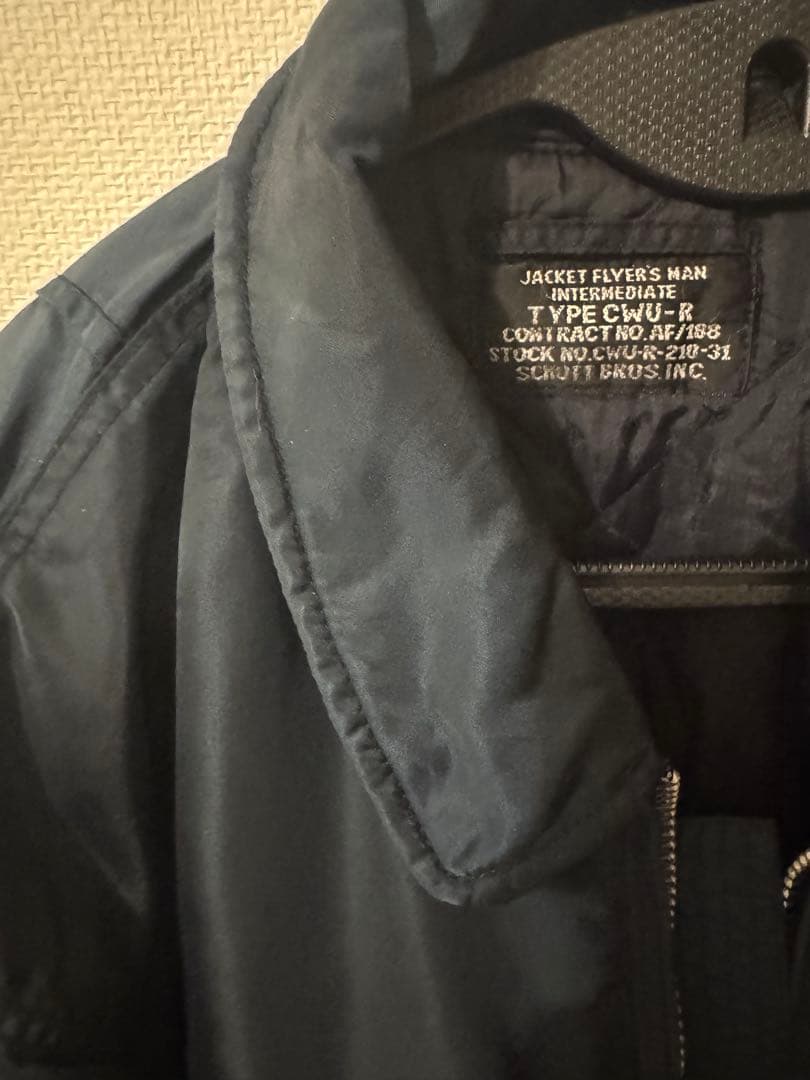 JACKET FLYER'S MAN
INTERMEDIATE
TYPE CWU-R
CONTRACT NO. AF/188
STOCK NO. CWU-R-210-31
SCHOTT BROS. INC.